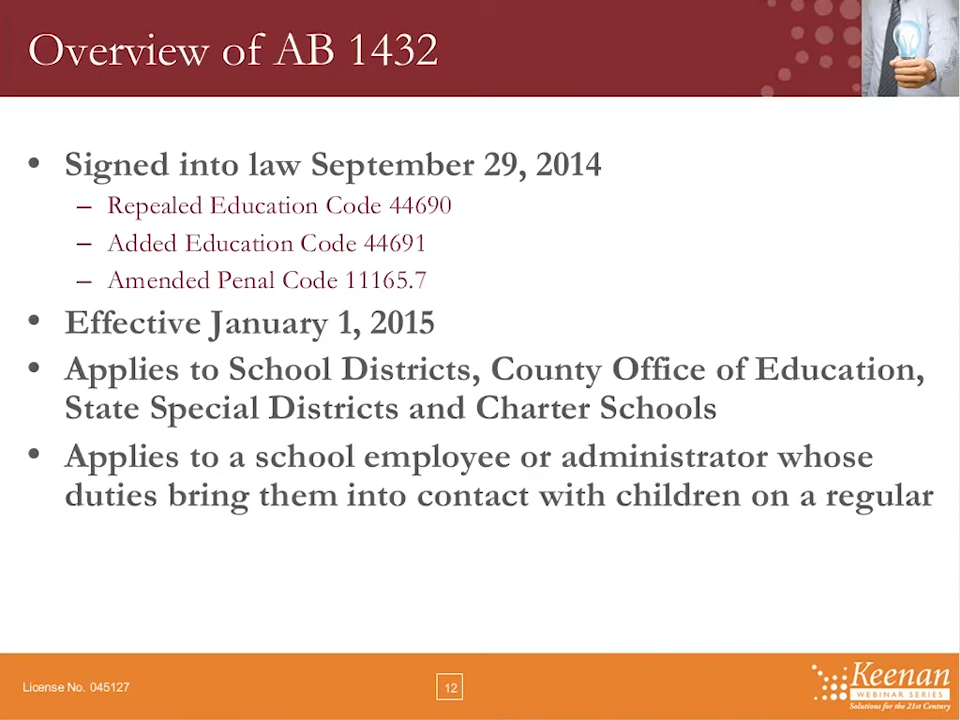 Overview of AB 1432
• Signed into law September 29, 2014
– Repealed Education Code 44690
– Added Education Code 44691
– Amended Penal Code 11165.7
• Effective January 1, 2015
• Applies to School Districts, County Office of Education,
State Special Districts and Charter Schools
• Applies to a school employee or administrator whose
duties bring them into contact with children on a regular
License No. 045127
12
Keenan
WEBINAR SERIES
Solutions for the 21st Century